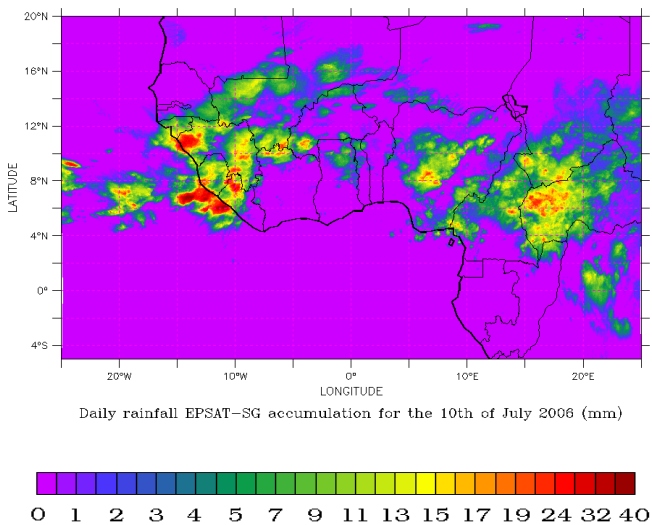 20°N
16°N
12°N
8°N
4°N
0°
4°S
LATITUDE
20°W 10°W 0° 10°E 20°E
LONGITUDE
Daily rainfall EPSAT-SG accumulation for the 10th of July 2006 (mm)
0 1 2 3 4 5 7 9 11 13 15 17 19 24 32 40